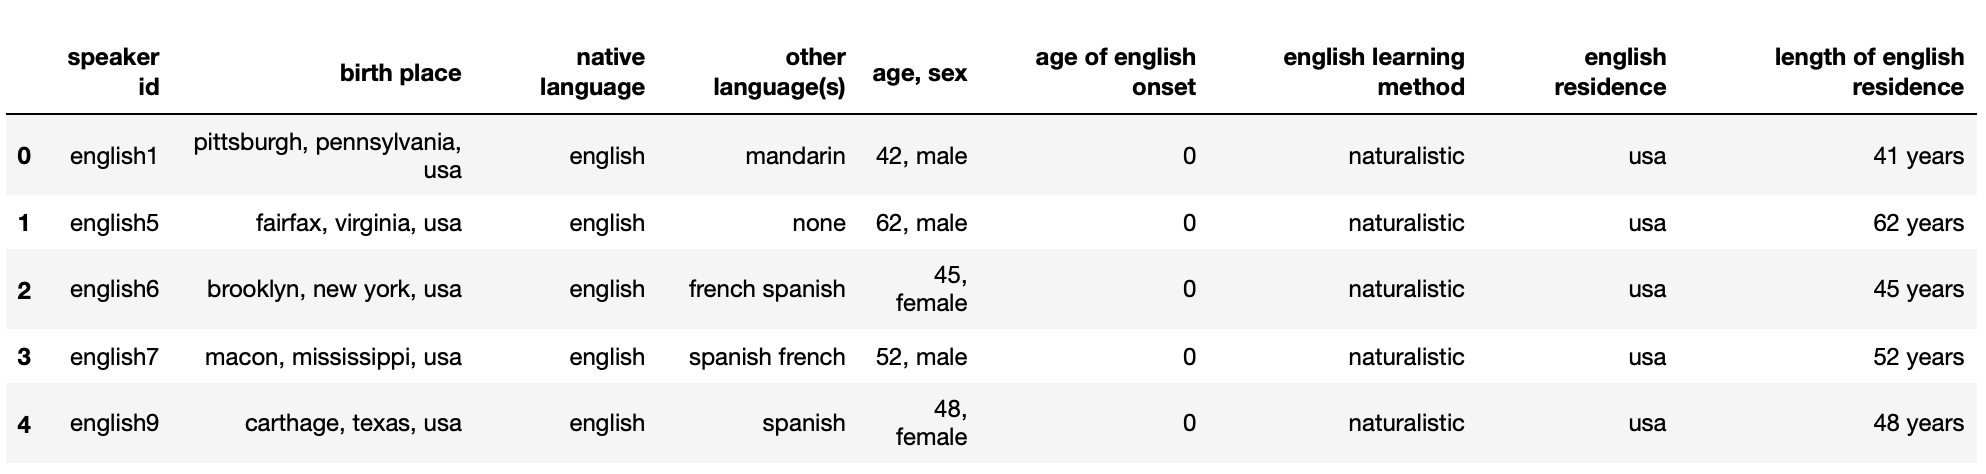 speaker id birth place native language other language(s) age, sex age of english onset english learning method english residence length of english residence
0 english1 pittsburgh, pennsylvania, usa english mandarin 42, male 0 naturalistic usa 41 years
1 english5 fairfax, virginia, usa english none 62, male 0 naturalistic usa 62 years
2 english6 brooklyn, new york, usa english french spanish 45, female 0 naturalistic usa 45 years
3 english7 macon, mississippi, usa english spanish french 52, male 0 naturalistic usa 52 years
4 english9 carthage, texas, usa english spanish 48, female 0 naturalistic usa 48 years